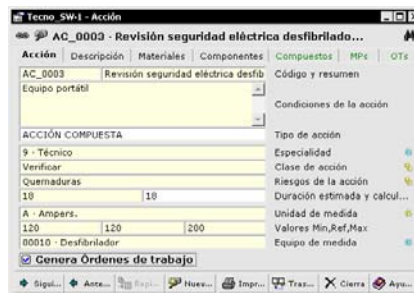 Tecno_SW-1 - Acción
AC_0003 - Revisión seguridad eléctrica desfibrilado...
Acción Descripción Materiales Componentes Compuestos MPs OTs
AC_0003 Revisión seguridad eléctrica desfib Código y resumen
Equipo portátil
Condiciones de la acción
ACCIÓN COMPUESTA Tipo de acción
9 - Técnico Especialidad
Verificar Clase de acción
Quemaduras Riesgos de la acción
18 18 Duración estimada y calcul...
A - Ampers. Unidad de medida
120 120 200 Valores Min,Ref,Max
00010 - Desfibrilador Equipo de medida
Genera Órdenes de trabajo
Sigui... Ante... Repi... Nuev... Impr... Tras... Cierra Ayu...